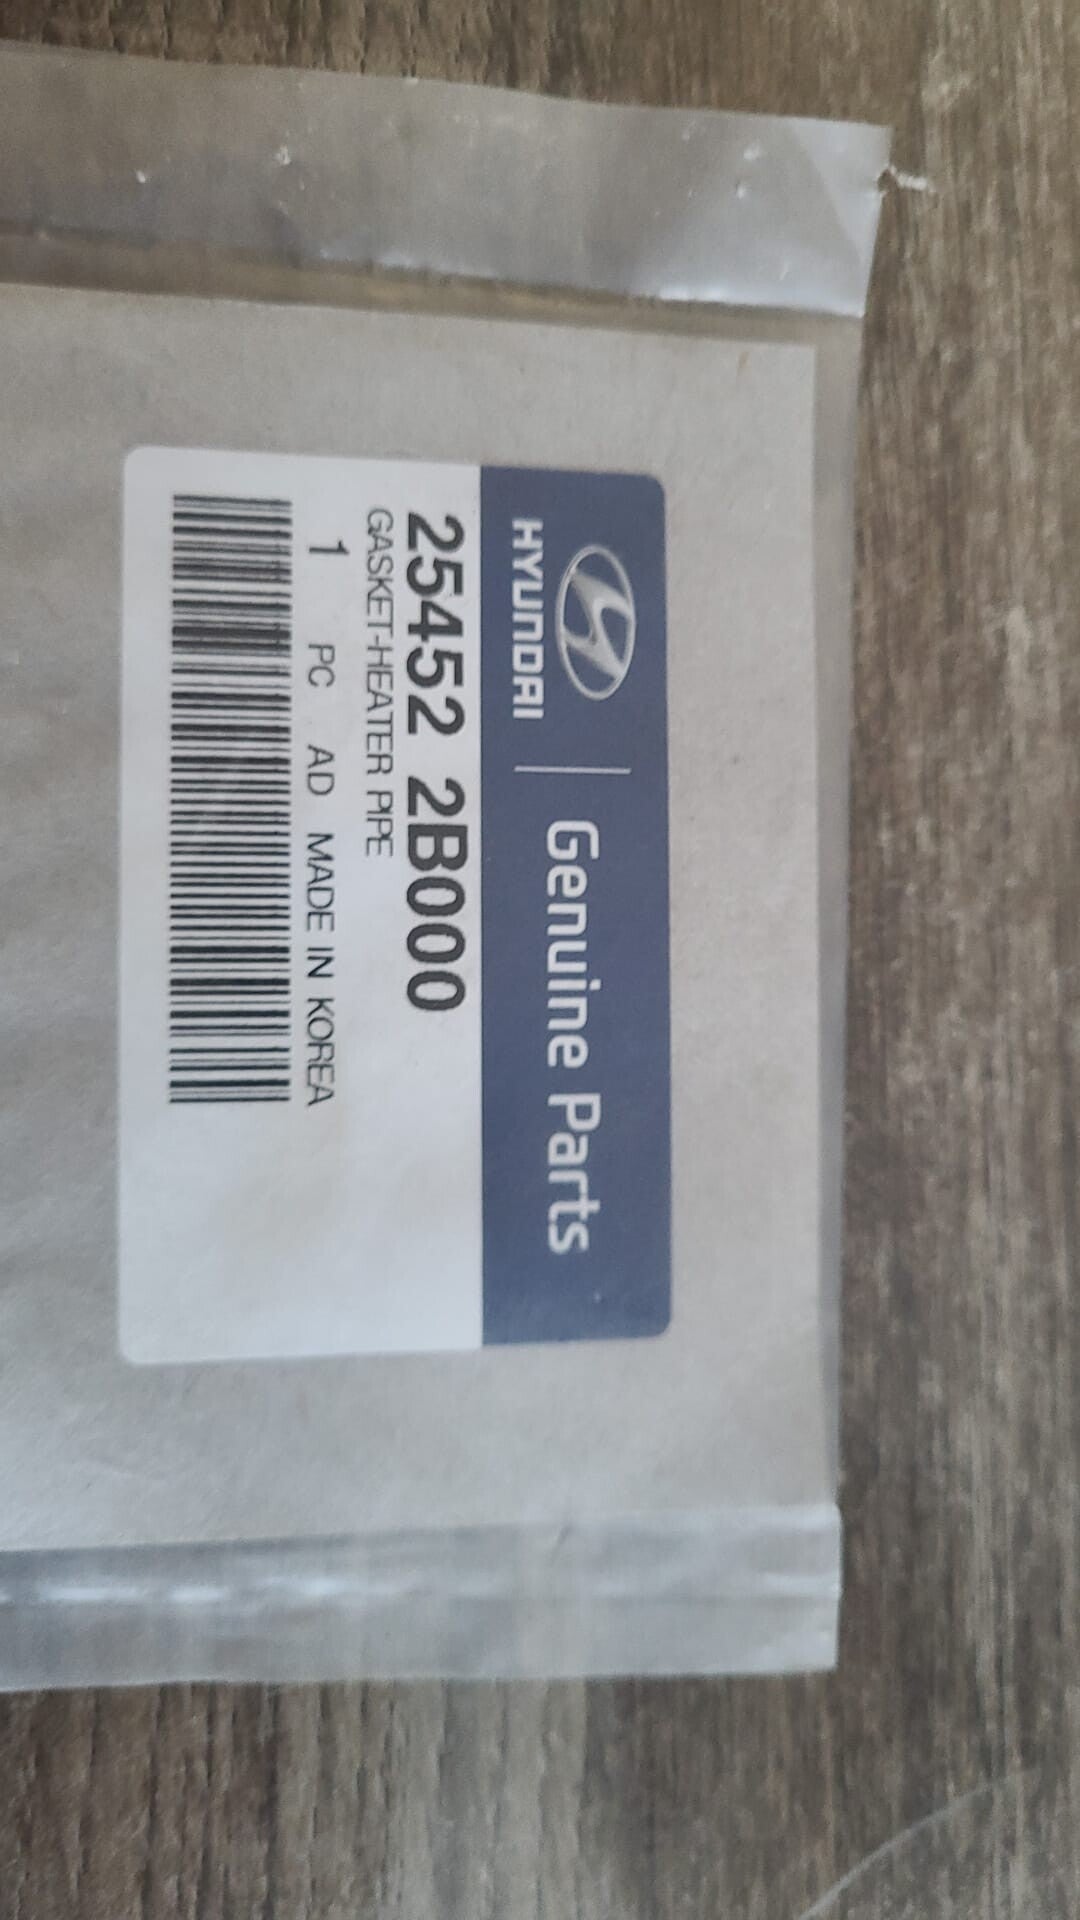 HYUNDAI | Genuine Parts
25452 2B000
GASKET-HEATER PIPE
1 PC AD MADE IN KOREA